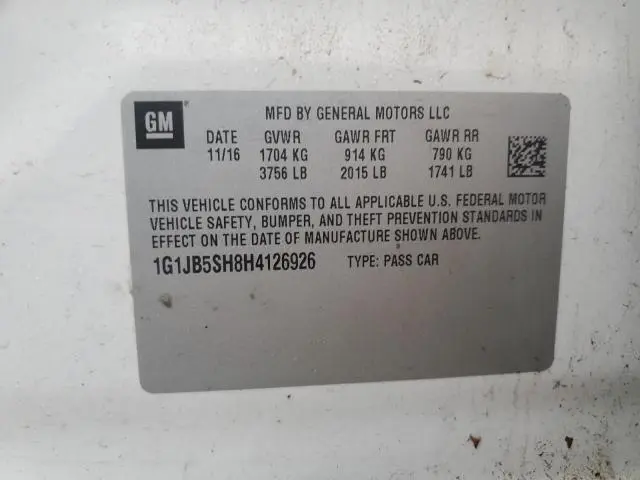 GM
MFD BY GENERAL MOTORS LLC
DATE GVWR GAWR FRT GAWR RR
11/16 1704 KG 914 KG 790 KG
3756 LB 2015 LB 1741 LB
THIS VEHICLE CONFORMS TO ALL APPLICABLE U.S. FEDERAL MOTOR
VEHICLE SAFETY, BUMPER, AND THEFT PREVENTION STANDARDS IN
EFFECT ON THE DATE OF MANUFACTURE SHOWN ABOVE.
1G1JB5SH8H4126926 TYPE: PASS CAR